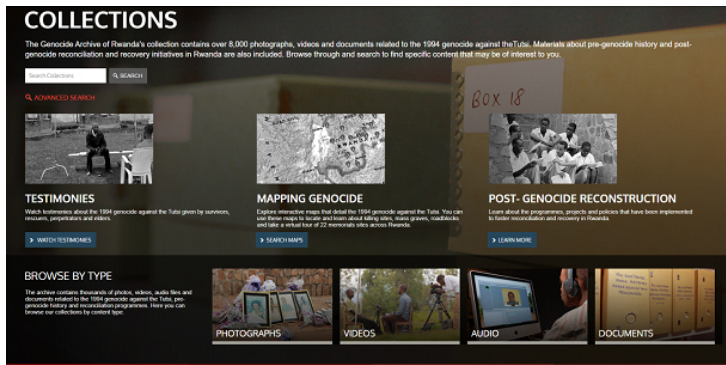 COLLECTIONS
The Genocide Archive of Rwanda's collection contains over 8,000 photographs, videos and documents related to the 1994 genocide against theTutsi. Materials about pre-genocide history and post-
genocide reconciliation and recovery initiatives in Rwanda are also included. Browse through and search to find specific content that may be of interest to you.
Search Collections
SEARCH
ADVANCED SEARCH
BOX 18
TESTIMONIES
Watch testimonies about the 1994 genocide against the Tutsi given by survivors,
rescuers, perpetrators and elders.
WATCH TESTIMONIES
MAPPING GENOCIDE
Explore interactive maps that detail the 1994 genocide against the Tutsi. You can
use these maps to locate and learn about killing sites, mass graves, roadblocks
and take a virtual tour of 22 memorials sites across Rwanda.
SEARCH MAPS
POST- GENOCIDE RECONSTRUCTION
Learn about the programmes, projects and policies that have been implemented
to foster reconciliation and recovery in Rwanda.
LEARN MORE
BROWSE BY TYPE
The archive contains thousands of photos, videos, audio files and
documents related to the 1994 genocide against the Tutsi, pre-
genocide history and reconciliation programmes. Here you can
browse our collections by content type.
PHOTOGRAPHS
VIDEOS
AUDIO
DOCUMENTS